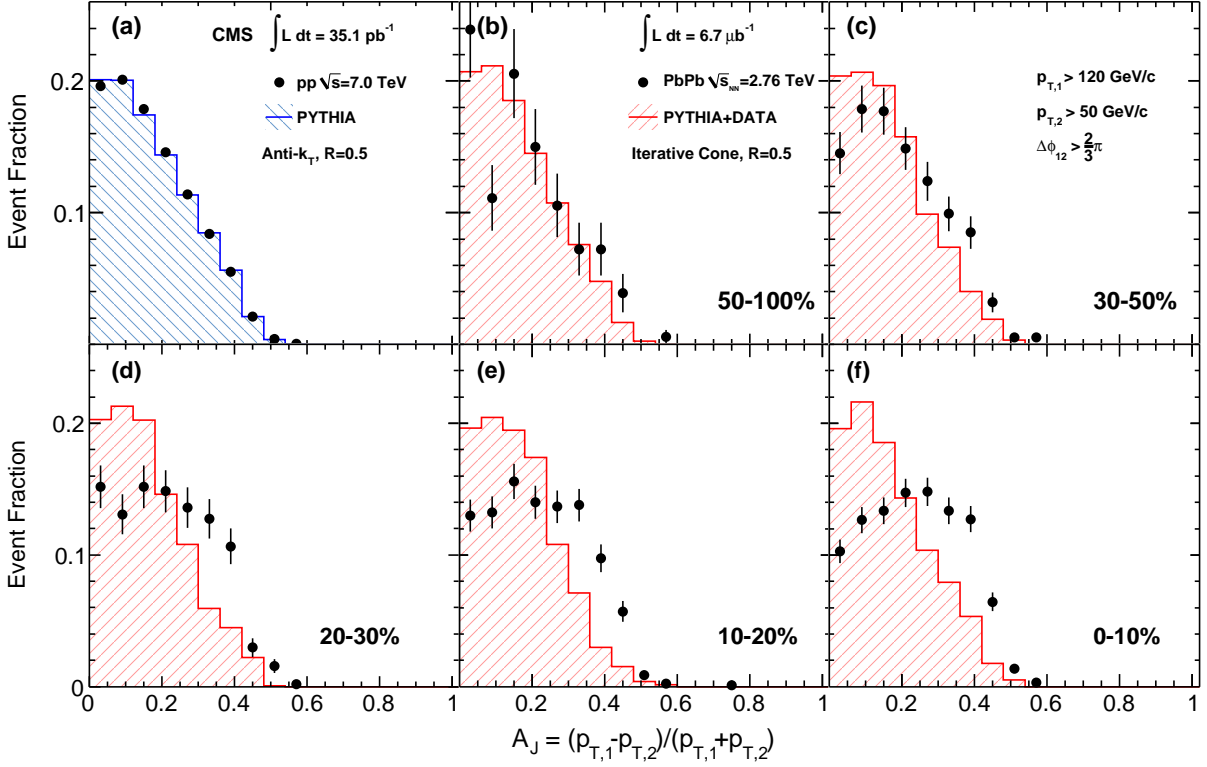 (a) CMS ∫ L dt = 35.1 pb⁻¹
pp √s=7.0 TeV
PYTHIA
Anti-k_T, R=0.5
(b) ∫ L dt = 6.7 μb⁻¹
PbPb √s_NN=2.76 TeV
PYTHIA+DATA
Iterative Cone, R=0.5
50-100%
(c)
p_T,1 > 120 GeV/c
p_T,2 > 50 GeV/c
Δϕ_12 > 2/3 π
30-50%
0.2
0.1
Event Fraction
(d)
20-30%
(e)
10-20%
(f)
0-10%
0.2
0.1
0
Event Fraction
0 0.2 0.4 0.6 0.8 1
0.2 0.4 0.6 0.8 1
0.2 0.4 0.6 0.8 1
A_J = (p_T,1-p_T,2)/(p_T,1+p_T,2)